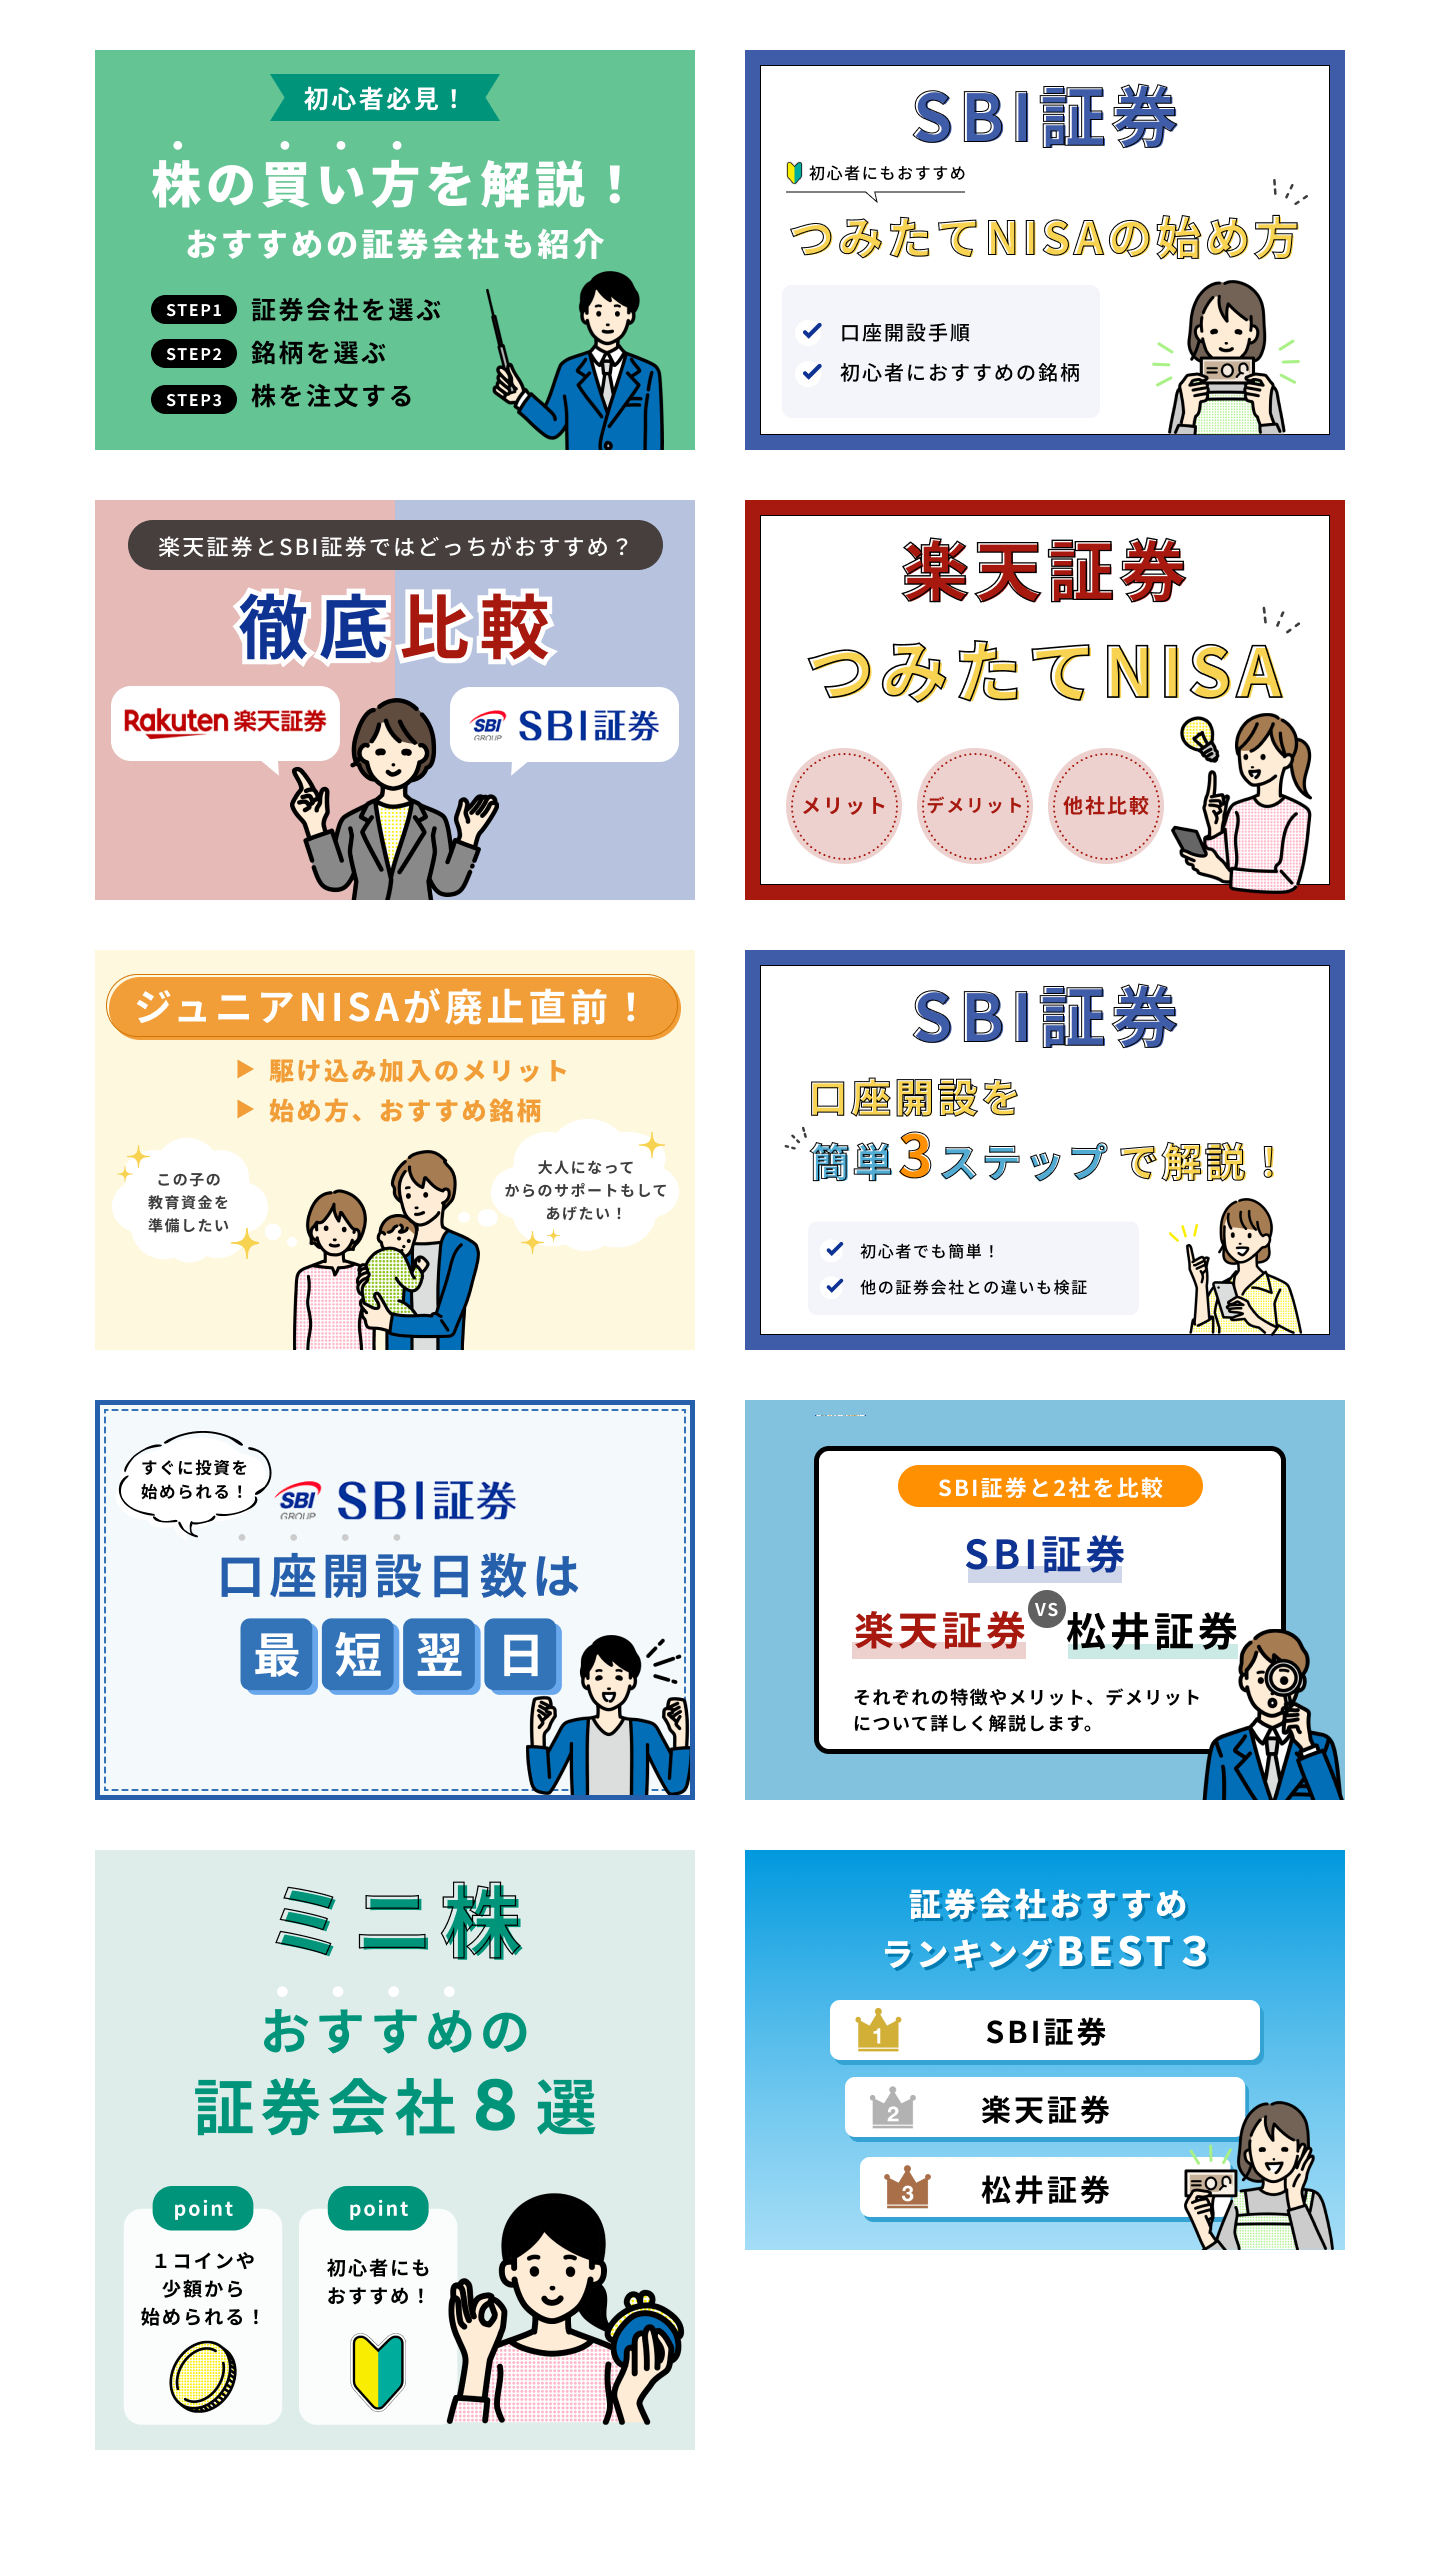 初心者必見！
株の買い方を解説！
おすすめの証券会社も紹介
STEP1 証券会社を選ぶ
STEP2 銘柄を選ぶ
STEP3 株を注文する
SBI証券
初心者にもおすすめ
つみたてNISAの始め方
口座開設手順
初心者におすすめの銘柄
楽天証券とSBI証券ではどっちがおすすめ？
徹底比較
Rakuten 楽天証券
SBI GROUP SBI証券
楽天証券
つみたてNISA
メリット
デメリット
他社比較
ジュニアNISAが廃止直前！
駆け込み加入のメリット
始め方、おすすめ銘柄
この子の
教育資金を
準備したい
大人になって
からのサポートもして
あげたい！
SBI証券
口座開設を
簡単3ステップで解説！
初心者でも簡単！
他の証券会社との違いも検証
すぐに投資を
始められる！
SBI GROUP SBI証券
口座開設日数は
最短翌日
SBI証券と2社を比較
SBI証券
VS
楽天証券
松井証券
それぞれの特徴やメリット、デメリット
について詳しく解説します。
ミニ株
おすすめの
証券会社８選
point
１コインや
少額から
始められる！
point
初心者にも
おすすめ！
証券会社おすすめ
ランキングBEST３
1 SBI証券
2 楽天証券
3 松井証券